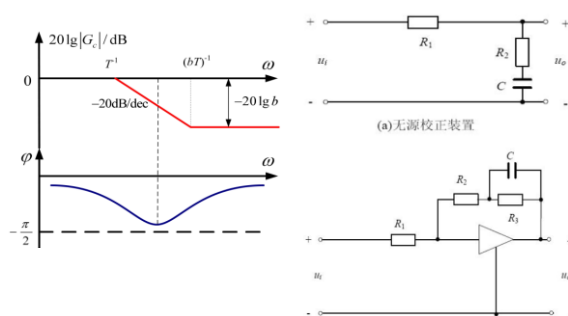 20lg|G_c|/dB
T^1
(bT)^-1
ω
0
-20dB/dec
-20lg b
φ
ω
-π/2
+
R_1
+
R_2
u_i
u_o
C
-
-
(a)无源校正装置
C
R_2
R_3
R_1
+
u_i
-